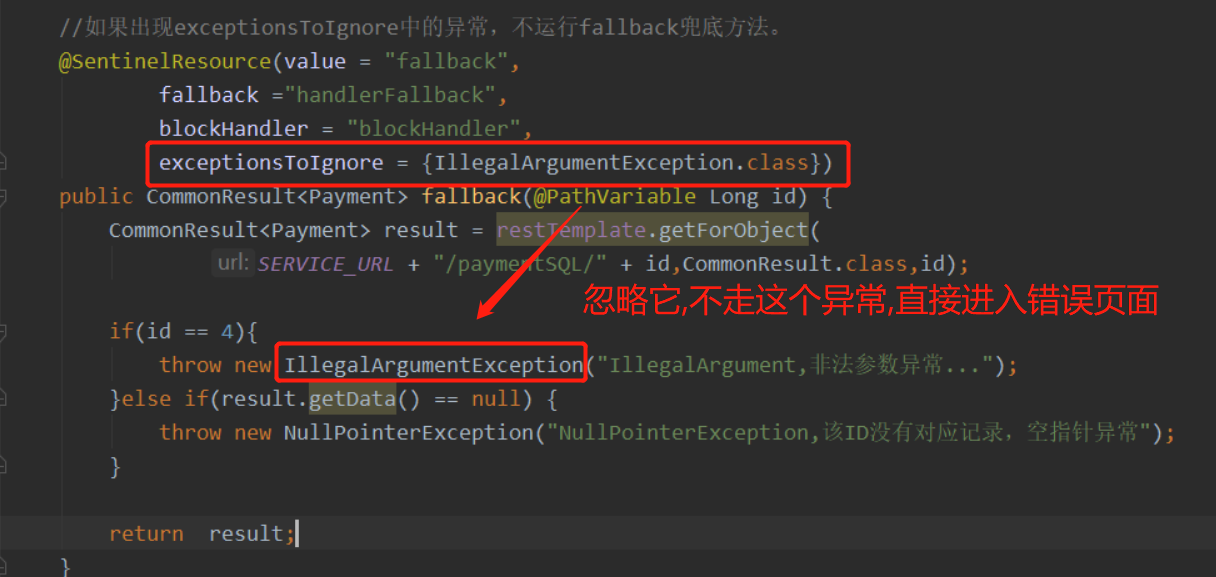 //如果出现exceptionsToIgnore中的异常，不运行fallback兜底方法。
@SentinelResource(value = "fallback",
fallback ="handlerFallback",
blockHandler = "blockHandler",
exceptionsToIgnore = {IllegalArgumentException.class})
public CommonResult<Payment> fallback(@PathVariable Long id) {
CommonResult<Payment> result = restTemplate.getForObject(
url: SERVICE_URL + "/paymentSQL/" + id,CommonResult.class,id);
忽略它,不走这个异常,直接进入错误页面
if(id == 4){
throw new IllegalArgumentException("IllegalArgument,非法参数异常...");
}else if(result.getData() == null) {
throw new NullPointerException("NullPointerException,该ID没有对应记录，空指针异常");
}
return result;
}